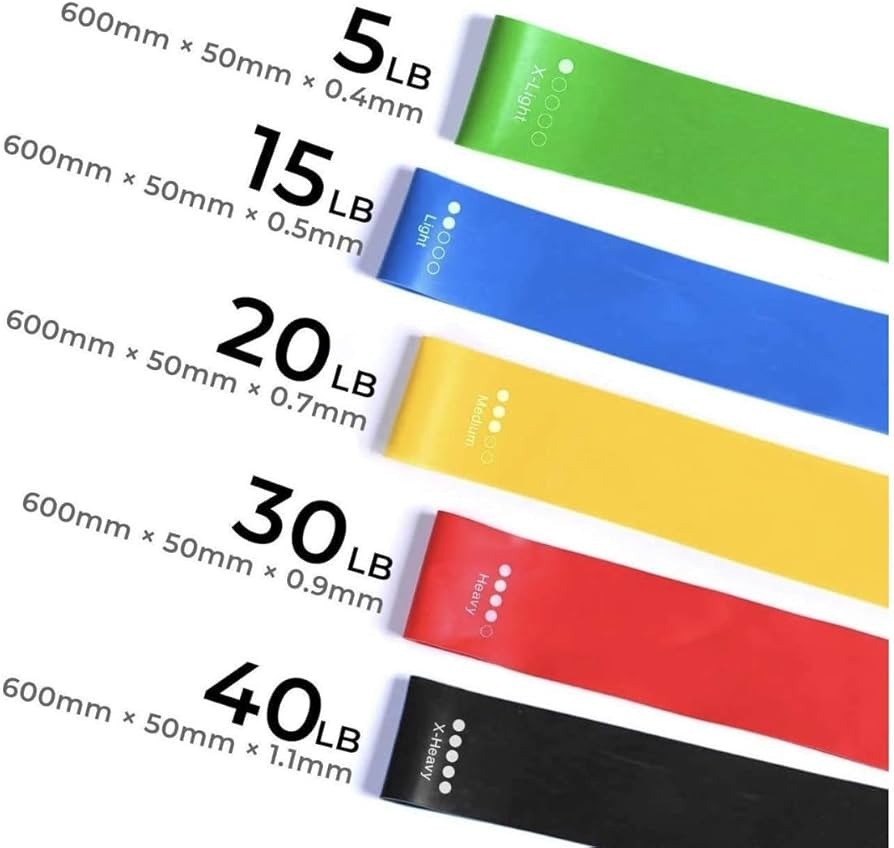 5LB
600mm × 50mm × 0.4mm
X-Light
15LB
600mm × 50mm × 0.5mm
Light
20LB
600mm × 50mm × 0.7mm
Medium
30LB
600mm × 50mm × 0.9mm
Heavy
40LB
600mm × 50mm × 1.1mm
X-Heavy